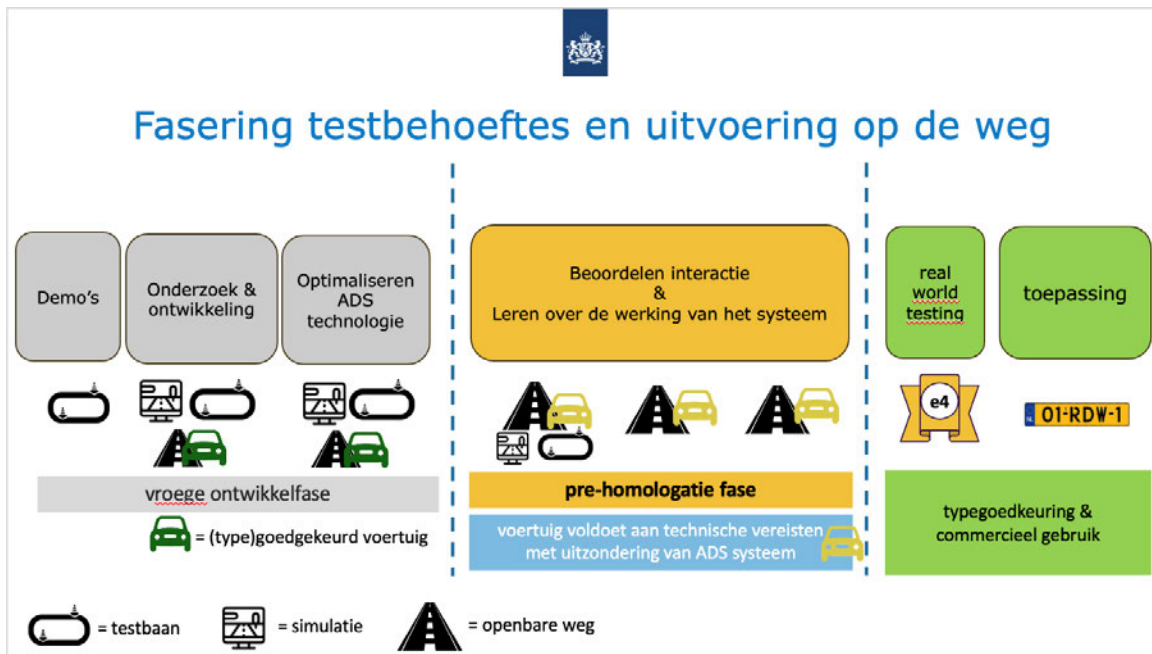 Fasering testbehoeftes en uitvoering op de weg
Demo's
Onderzoek &
ontwikkeling
Optimaliseren
ADS
technologie
Beoordelen interactie
&
Leren over de werking van het systeem
real
world
testing
toepassing
e4
NL
01-RDW-1
vroege ontwikkelfase
= (type)goedgekeurd voertuig
pre-homologatie fase
voertuig voldoet aan technische vereisten
met uitzondering van ADS systeem
typegoedkeuring &
commercieel gebruik
= testbaan
= simulatie
= openbare weg